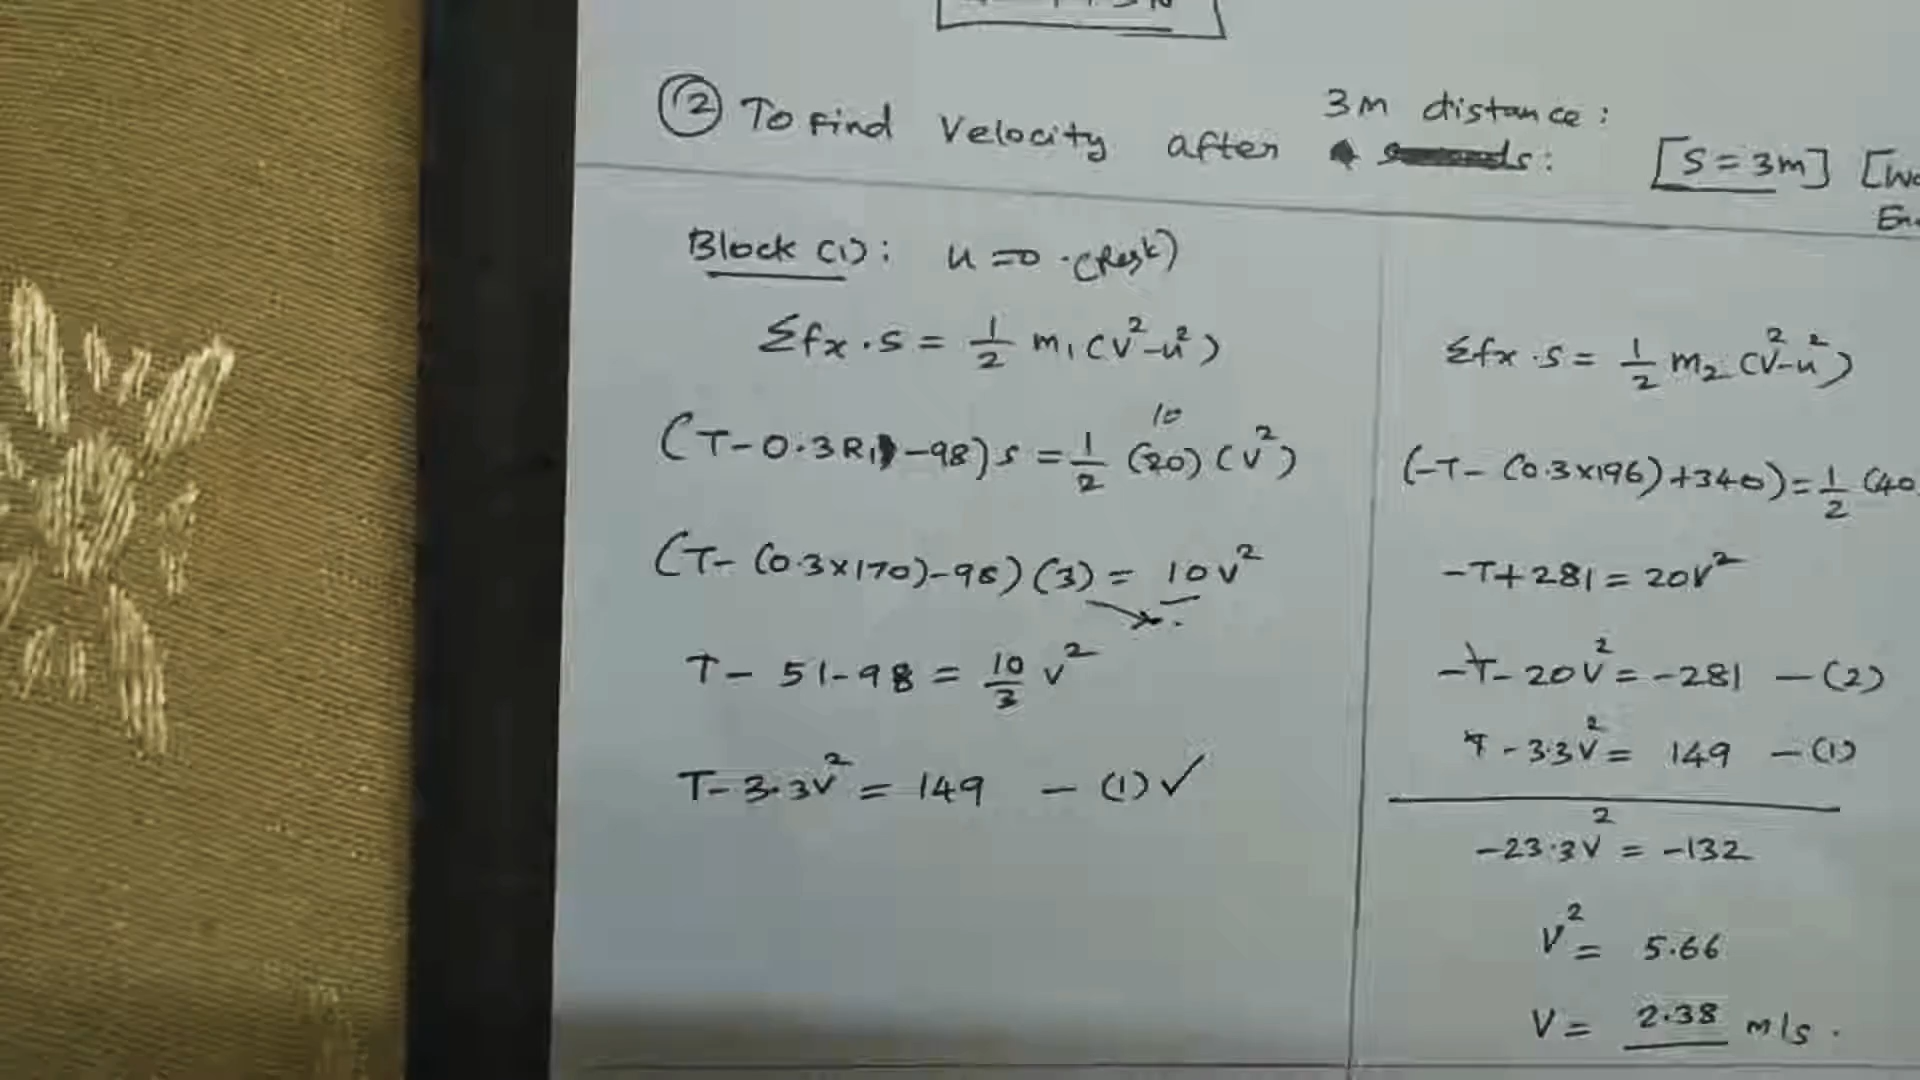 ② To find Velocity after 3m distance:
[S = 3m]
Block (1): u = 0 . (Rest)
Σfx . s = 1/2 m₁ (v² - u²)
(T - 0.3R₁ - 98) s = 1/2 (20) (v²)
10
(T - (0.3 x 170) - 98) (3) = 10v²
T - 51 - 98 = 10/3 v²
T - 3.3v² = 149 - (1) ✓
Σfx . s = 1/2 m₂ (v² - u²)
(-T - (0.3 x 196) + 340) = 1/2 (40
-T + 281 = 20v²
-T - 20v² = -281 - (2)
T - 3.3v² = 149 - (1)
-23.3v² = -132
v² = 5.66
V = 2.38 m/s .